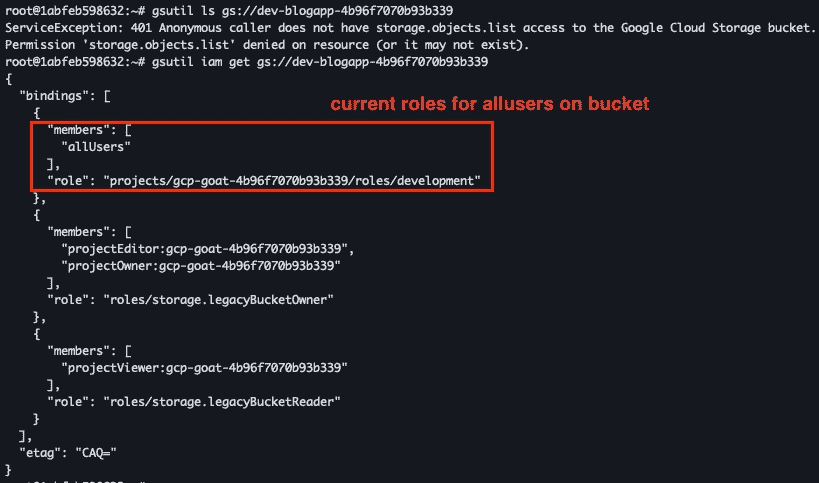 root@1abfeb598632:~# gsutil ls gs://dev-blogapp-4b96f7070b93b339
ServiceException: 401 Anonymous caller does not have storage.objects.list access to the Google Cloud Storage bucket.
Permission 'storage.objects.list' denied on resource (or it may not exist).
root@1abfeb598632:~# gsutil iam get gs://dev-blogapp-4b96f7070b93b339
{
  "bindings": [
current roles for allusers on bucket
    {
      "members": [
        "allUsers"
      ],
      "role": "projects/gcp-goat-4b96f7070b93b339/roles/development"
    },
    {
      "members": [
        "projectEditor:gcp-goat-4b96f7070b93b339",
        "projectOwner:gcp-goat-4b96f7070b93b339"
      ],
      "role": "roles/storage.legacyBucketOwner"
    },
    {
      "members": [
        "projectViewer:gcp-goat-4b96f7070b93b339"
      ],
      "role": "roles/storage.legacyBucketReader"
    }
  ],
  "etag": "CAQ="
}